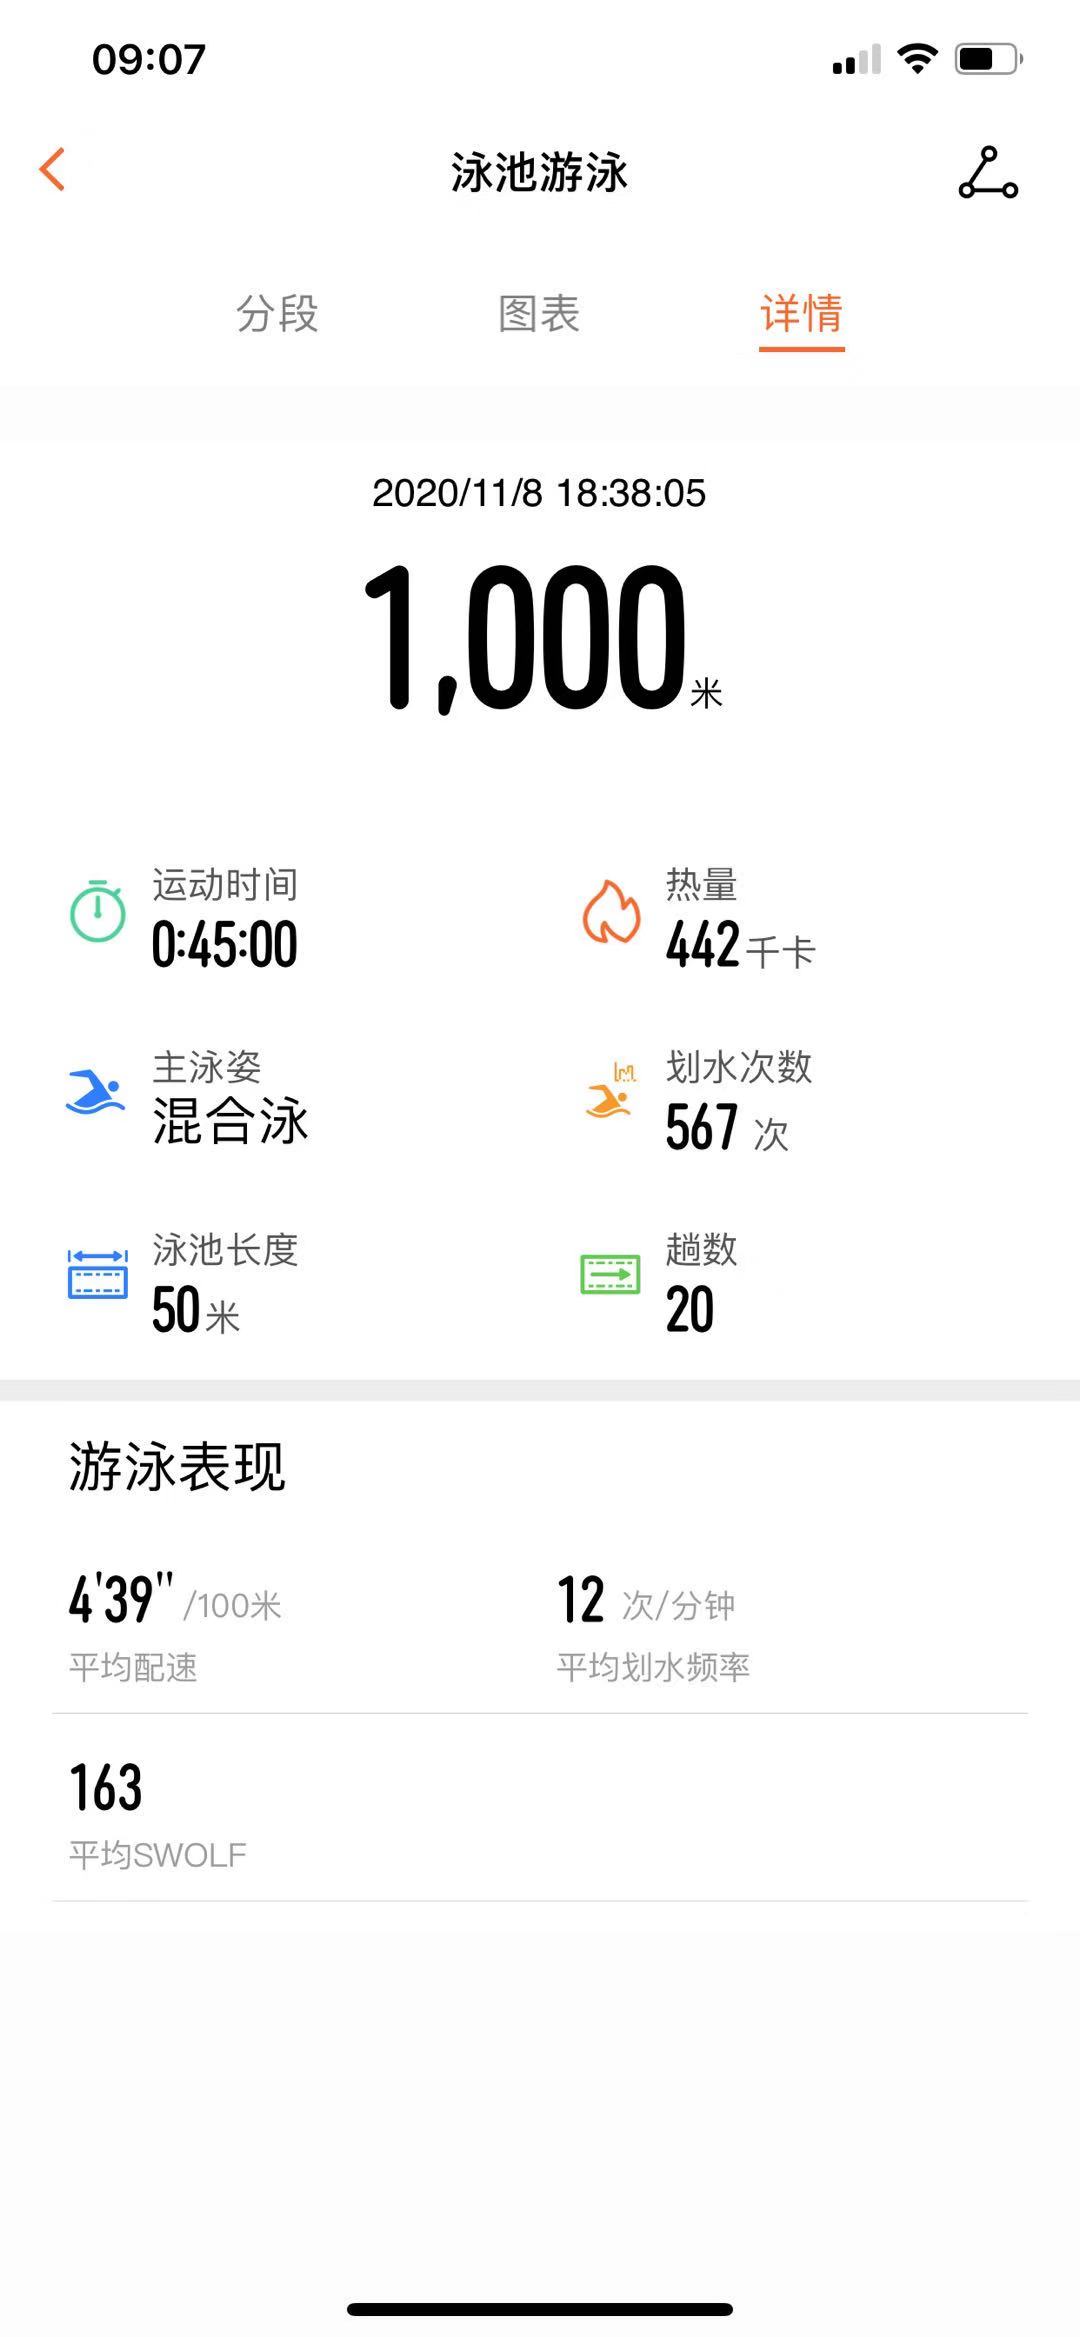 09:07
泳池游泳
分段 图表 详情
2020/11/8 18:38:05
1,000米
运动时间 热量
0:45:00 442千卡
主泳姿 划水次数
混合泳 567 次
泳池长度 趟数
50米 20
游泳表现
4'39" /100米 12 次/分钟
平均配速 平均划水频率
163
平均SWOLF